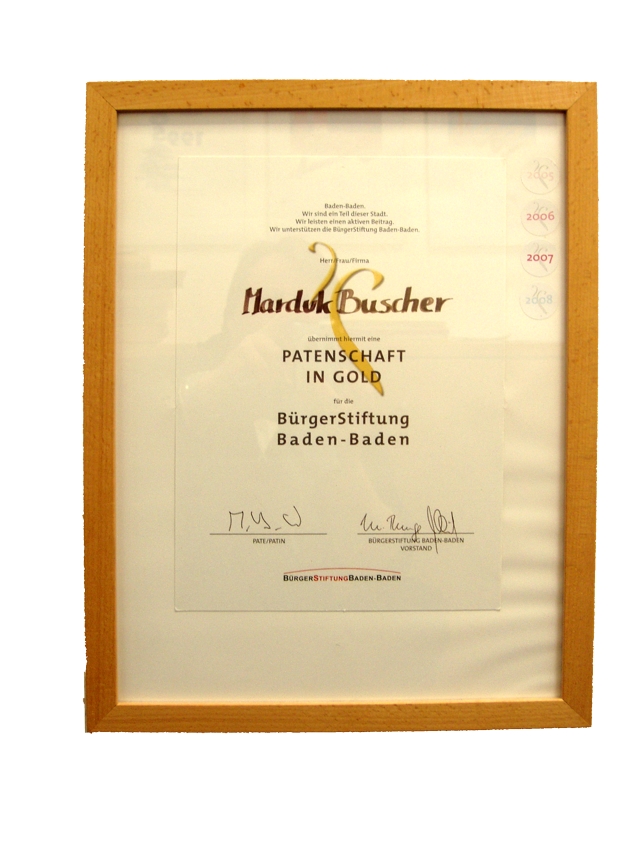 Baden-Baden.
Wir sind ein Teil dieser Stadt.
Wir leisten einen aktiven Beitrag.
Wir unterstützen die BürgerStiftung Baden-Baden.
Herr/Frau/Firma
Marduk Buscher
übernimmt hiermit eine
PATENSCHAFT
IN GOLD
für die
BürgerStiftung
Baden-Baden
PATE/PATIN
BÜRGERSTIFTUNG BADEN-BADEN
VORSTAND
BÜRGERSTIFTUNGBADEN-BADEN
2005
2006
2007
2008